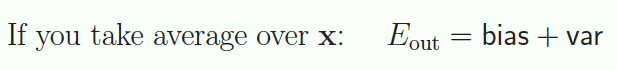 If you take average over x: E_out = bias + var